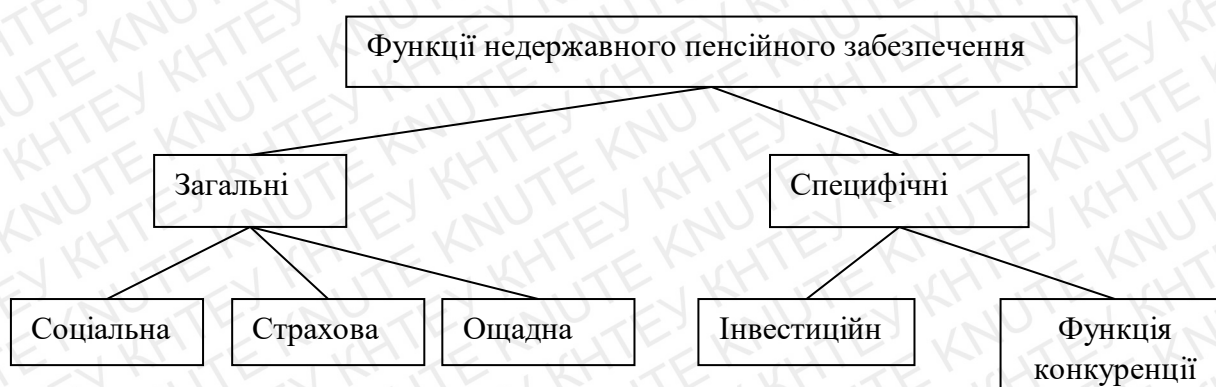 Функції недержавного пенсійного забезпечення
Загальні
Специфічні
Соціальна
Страхова
Ощадна
Інвестиційн
Функція
конкуренції